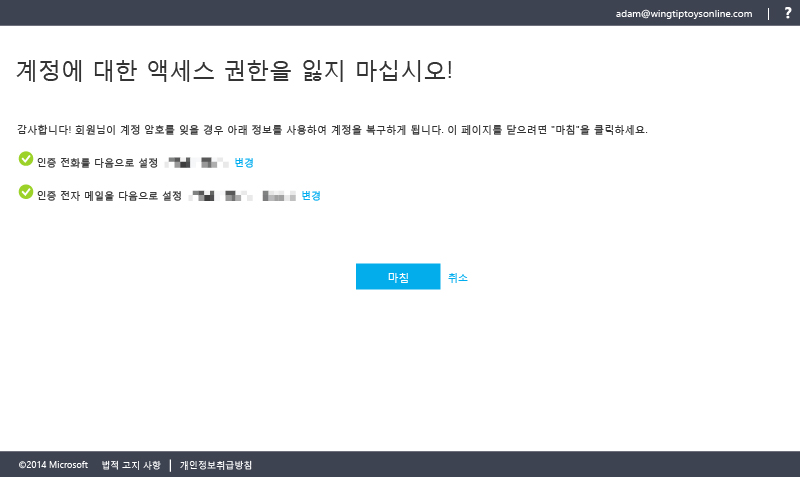 adam@wingtiptoysonline.com | ?
계정에 대한 액세스 권한을 잃지 마십시오!
감사합니다! 회원님이 계정 암호를 잊을 경우 아래 정보를 사용하여 계정을 복구하게 됩니다. 이 페이지를 닫으려면 "마침"을 클릭하세요.
인증 전화를 다음으로 설정 변경
인증 전자 메일을 다음으로 설정 변경
마침 취소
©2014 Microsoft 법적 고지 사항 | 개인정보취급방침